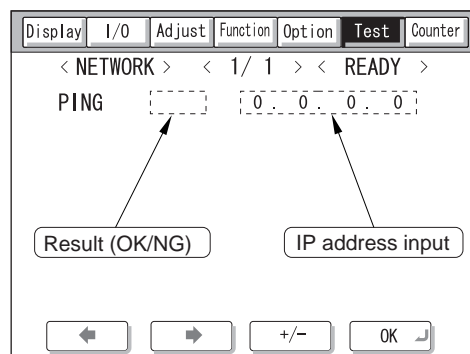 Display I/O Adjust Function Option Test Counter
< NETWORK > < 1/ 1 > < READY >
PING 0 . 0 . 0 . 0
Result (OK/NG) IP address input
+/− OK